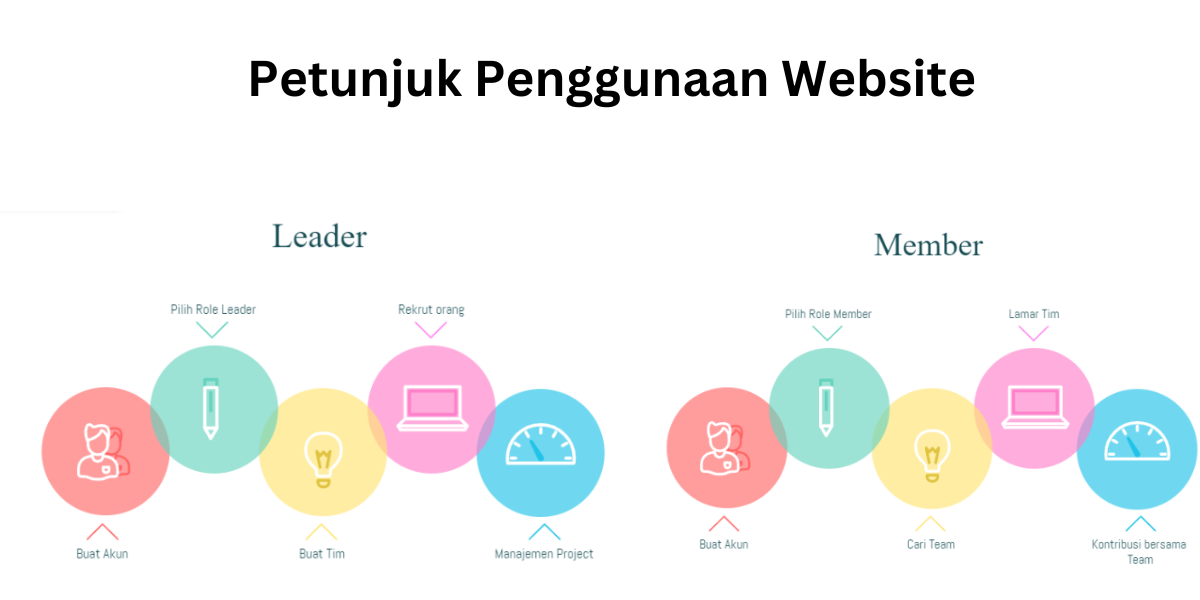 Petunjuk Penggunaan Website
Leader
Pilih Role Leader
Rekrut orang
Buat Akun
Buat Tim
Manajemen Project
Member
Pilih Role Member
Lamar Tim
Buat Akun
Cari Team
Kontribusi bersama
Team